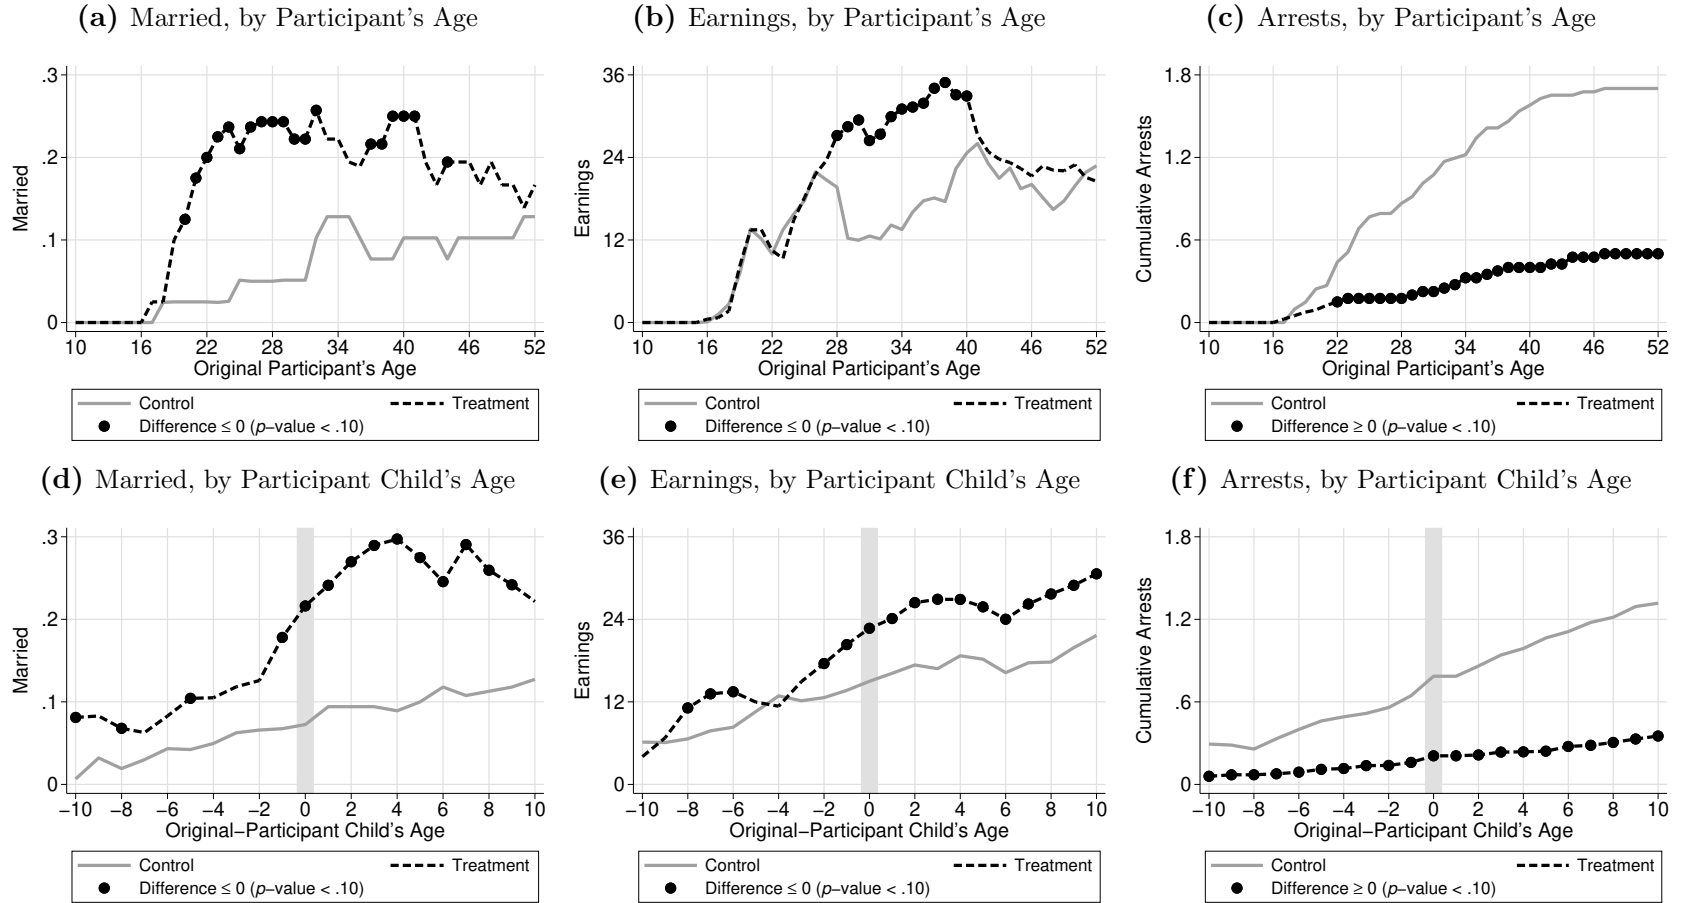 (a) Married, by Participant's Age
.3
.2
.1
0
Married
10 16 22 28 34 40 46 52
Original Participant's Age
Control Treatment
Difference ≤ 0 (p−value < .10)
(b) Earnings, by Participant's Age
36
24
12
0
Earnings
10 16 22 28 34 40 46 52
Original Participant's Age
Control Treatment
Difference ≤ 0 (p−value < .10)
(c) Arrests, by Participant's Age
1.8
1.2
.6
0
Cumulative Arrests
10 16 22 28 34 40 46 52
Original Participant's Age
Control Treatment
Difference ≥ 0 (p−value < .10)
(d) Married, by Participant Child's Age
.3
.2
.1
0
Married
−10 −8 −6 −4 −2 0 2 4 6 8 10
Original−Participant Child's Age
Control Treatment
Difference ≤ 0 (p−value < .10)
(e) Earnings, by Participant Child's Age
36
24
12
0
Earnings
−10 −8 −6 −4 −2 0 2 4 6 8 10
Original−Participant Child's Age
Control Treatment
Difference ≤ 0 (p−value < .10)
(f) Arrests, by Participant Child's Age
1.8
1.2
.6
0
Cumulative Arrests
−10 −8 −6 −4 −2 0 2 4 6 8 10
Original−Participant Child's Age
Control Treatment
Difference ≥ 0 (p−value < .10)